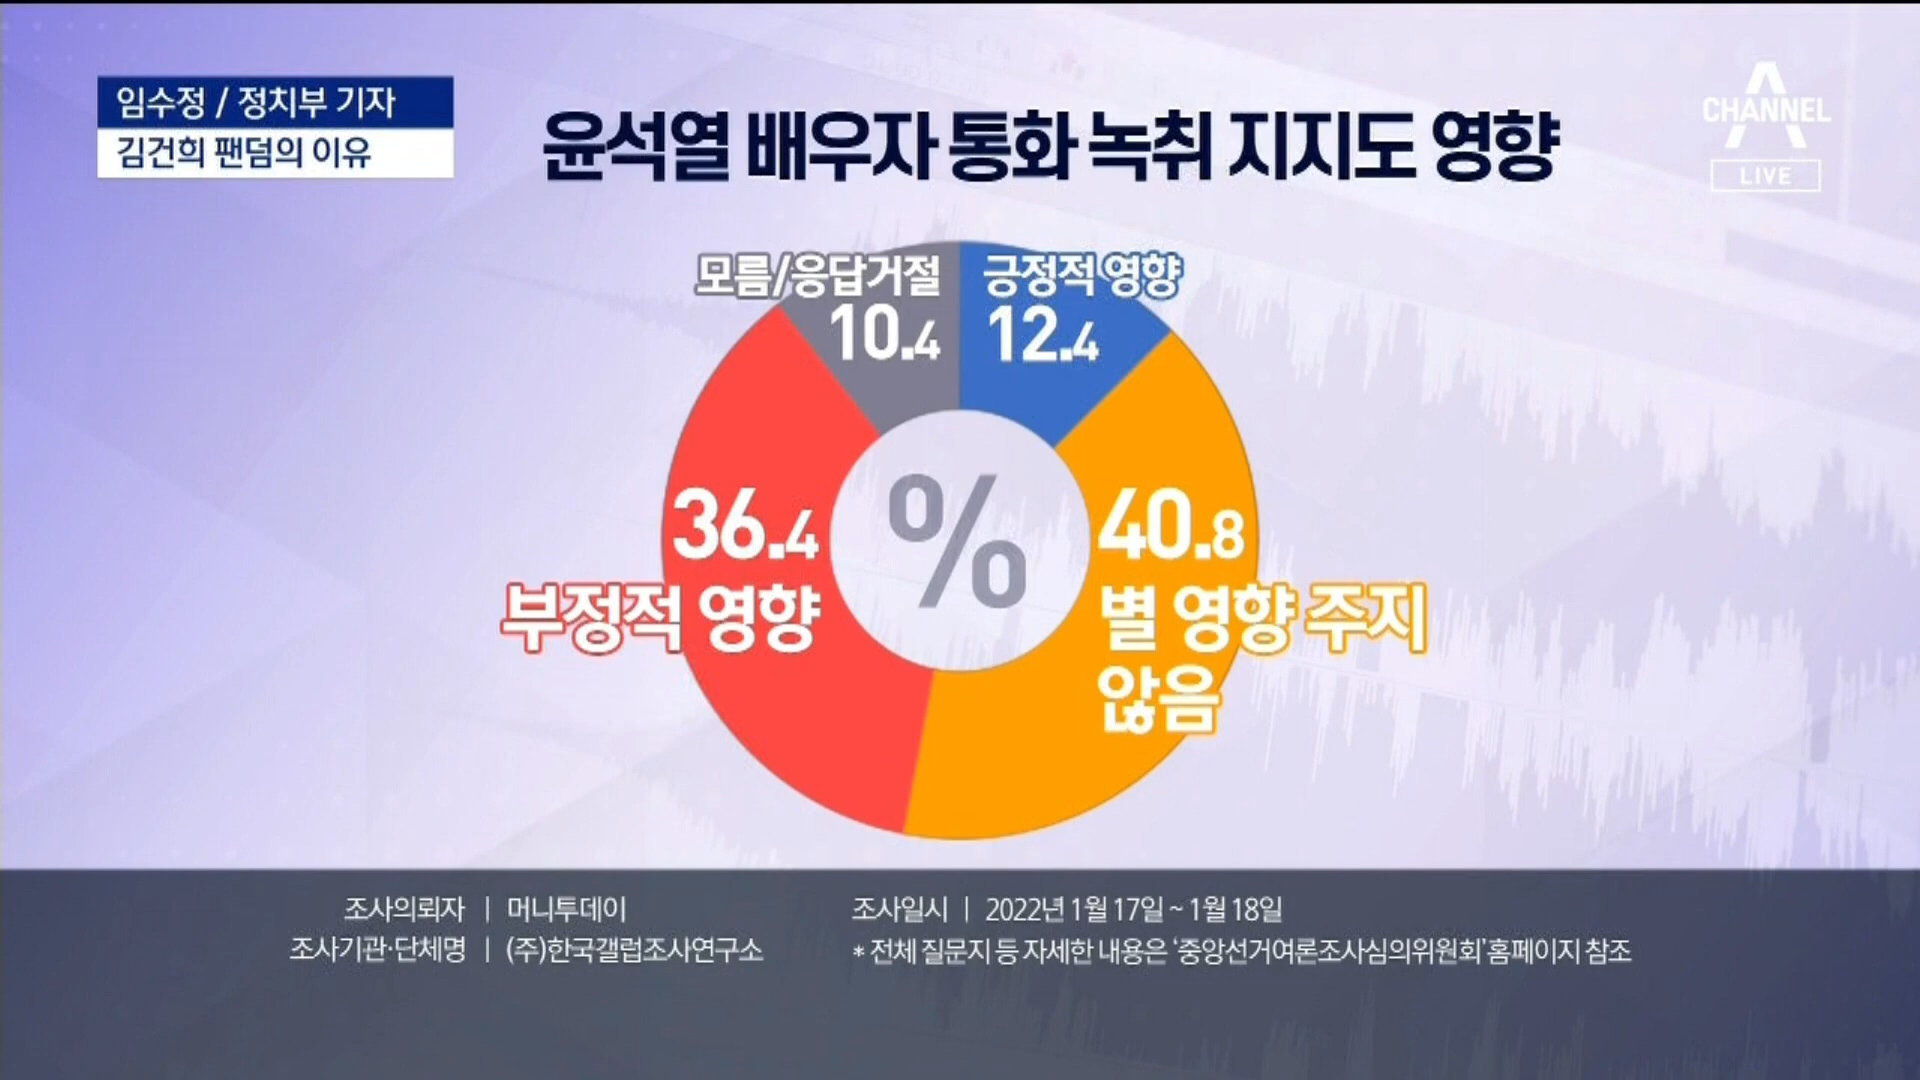 임수정 / 정치부 기자
김건희 팬덤의 이유
윤석열 배우자 통화 녹취 지지도 영향
CHANNEL A
LIVE
모름/응답거절
10.4
긍정적 영향
12.4
36.4
부정적 영향
%
40.8
별 영향 주지
않음
조사의뢰자 | 머니투데이
조사기관·단체명 | (주)한국갤럽조사연구소
조사일시 | 2022년 1월 17일 ~ 1월 18일
* 전체 질문지 등 자세한 내용은 '중앙선거여론조사심의위원회' 홈페이지 참조